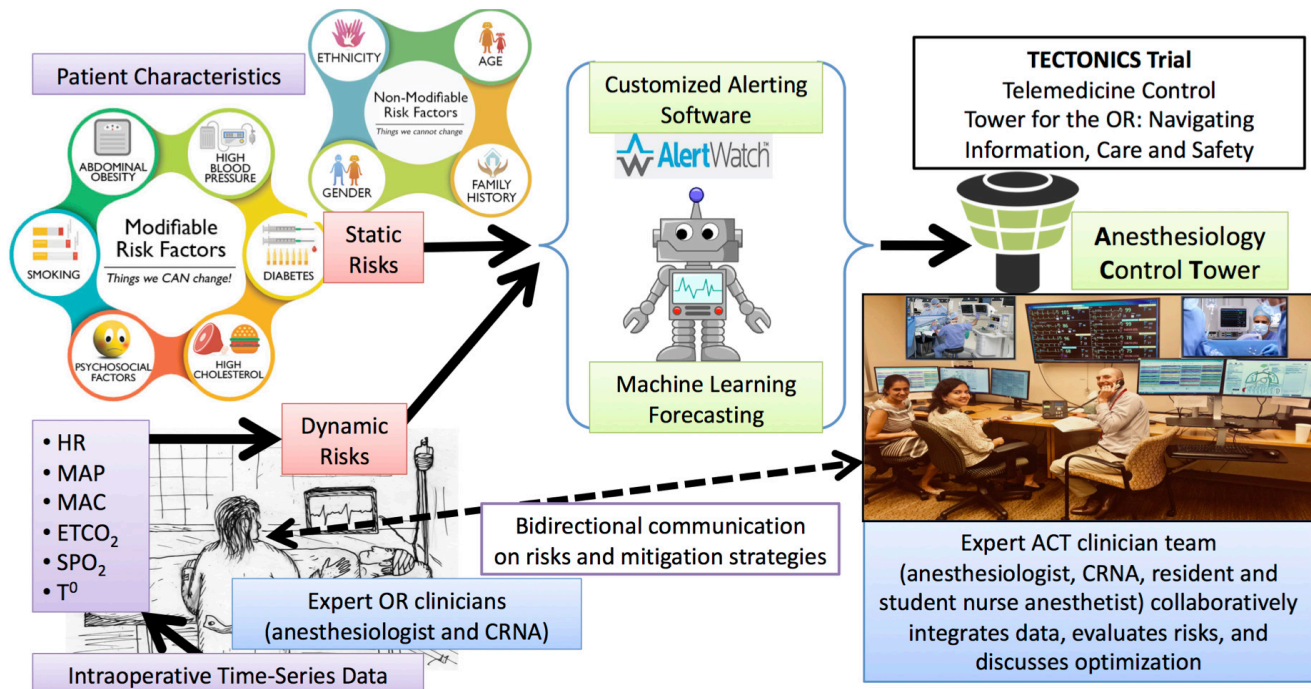 Patient Characteristics
ETHNICITY
AGE
Non-Modifiable
Risk Factors
Things we cannot change
GENDER
FAMILY
HISTORY
ABDOMINAL
OBESITY
HIGH
BLOOD
PRESSURE
Modifiable
Risk Factors
Things we CAN change!
SMOKING
DIABETES
PSYCHOSOCIAL
FACTORS
HIGH
CHOLESTEROL
Static
Risks
Dynamic
Risks
• HR
• MAP
• MAC
• ETCO₂
• SPO₂
• T⁰
Intraoperative Time-Series Data
Expert OR clinicians
(anesthesiologist and CRNA)
Customized Alerting
Software
AlertWatch™
Machine Learning
Forecasting
Bidirectional communication
on risks and mitigation strategies
TECTONICS Trial
Telemedicine Control
Tower for the OR: Navigating
Information, Care and Safety
Anesthesiology
Control Tower
Expert ACT clinician team
(anesthesiologist, CRNA, resident and
student nurse anesthetist) collaboratively
integrates data, evaluates risks, and
discusses optimization